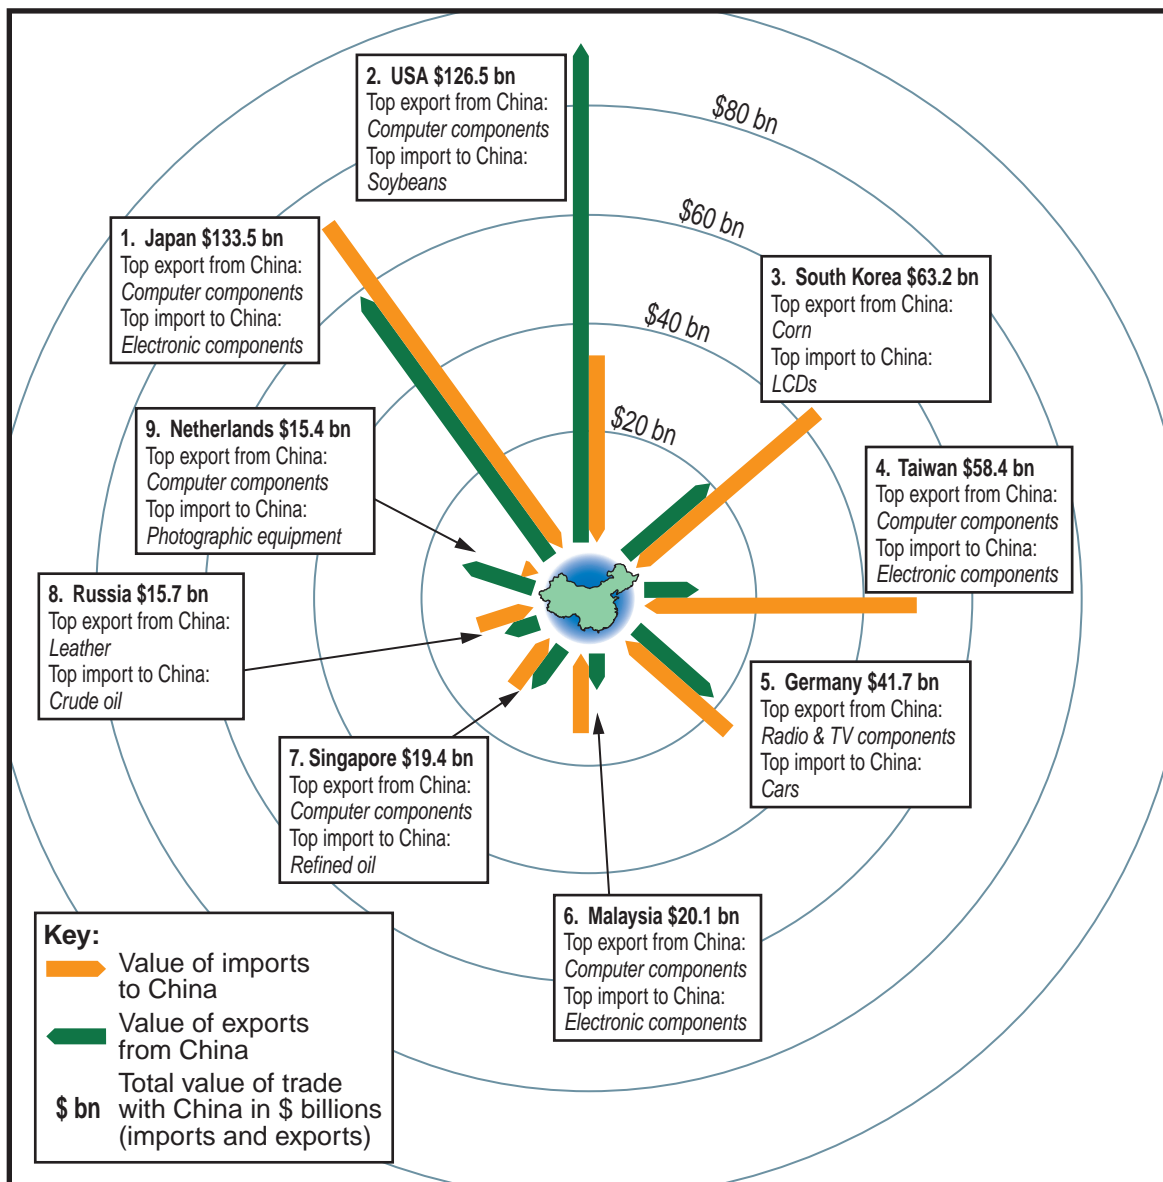 2. USA $126.5 bn
Top export from China:
Computer components
Top import to China:
Soybeans
$80 bn
$60 bn
$40 bn
$20 bn
1. Japan $133.5 bn
Top export from China:
Computer components
Top import to China:
Electronic components
3. South Korea $63.2 bn
Top export from China:
Corn
Top import to China:
LCDs
9. Netherlands $15.4 bn
Top export from China:
Computer components
Top import to China:
Photographic equipment
4. Taiwan $58.4 bn
Top export from China:
Computer components
Top import to China:
Electronic components
8. Russia $15.7 bn
Top export from China:
Leather
Top import to China:
Crude oil
5. Germany $41.7 bn
Top export from China:
Radio & TV components
Top import to China:
Cars
7. Singapore $19.4 bn
Top export from China:
Computer components
Top import to China:
Refined oil
6. Malaysia $20.1 bn
Top export from China:
Computer components
Top import to China:
Electronic components
Key:
Value of imports
to China
Value of exports
from China
$ bn Total value of trade
with China in $ billions
(imports and exports)